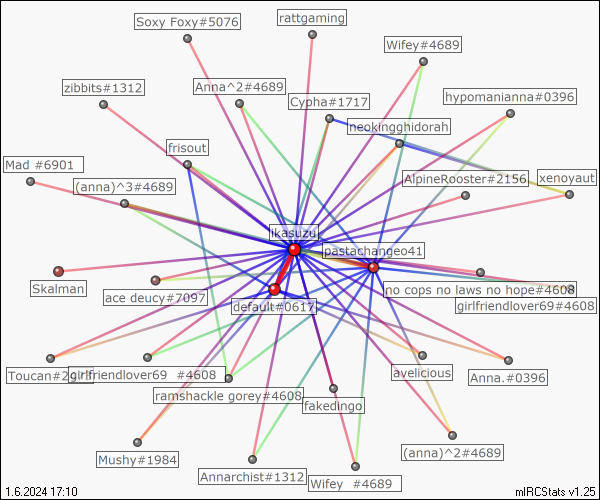 Soxy Foxy#5076
rattgaming
Wifey#4689
zibbits#1312
Anna^2#4689
Cypha#1717
hypomanianna#0396
neokingghidorah
frisout
Mad #6901
(anna)^3#4689
AlpineRooster#2156
xenoyaut
ikasuzu
pastachangeo41
Skalman
ace deucy#7097
default#0617
no cops no laws no hope#4608
girlfriendlover69#4608
Toucan#2
girlfriendlover69 #4608
avelicious
Anna.#0396
ramshackle gorey#4608
fakedingo
Mushy#1984
Annarchist#1312
Wifey #4689
(anna)^2#4689
1.6.2024 17:10
mIRCStats v1.25